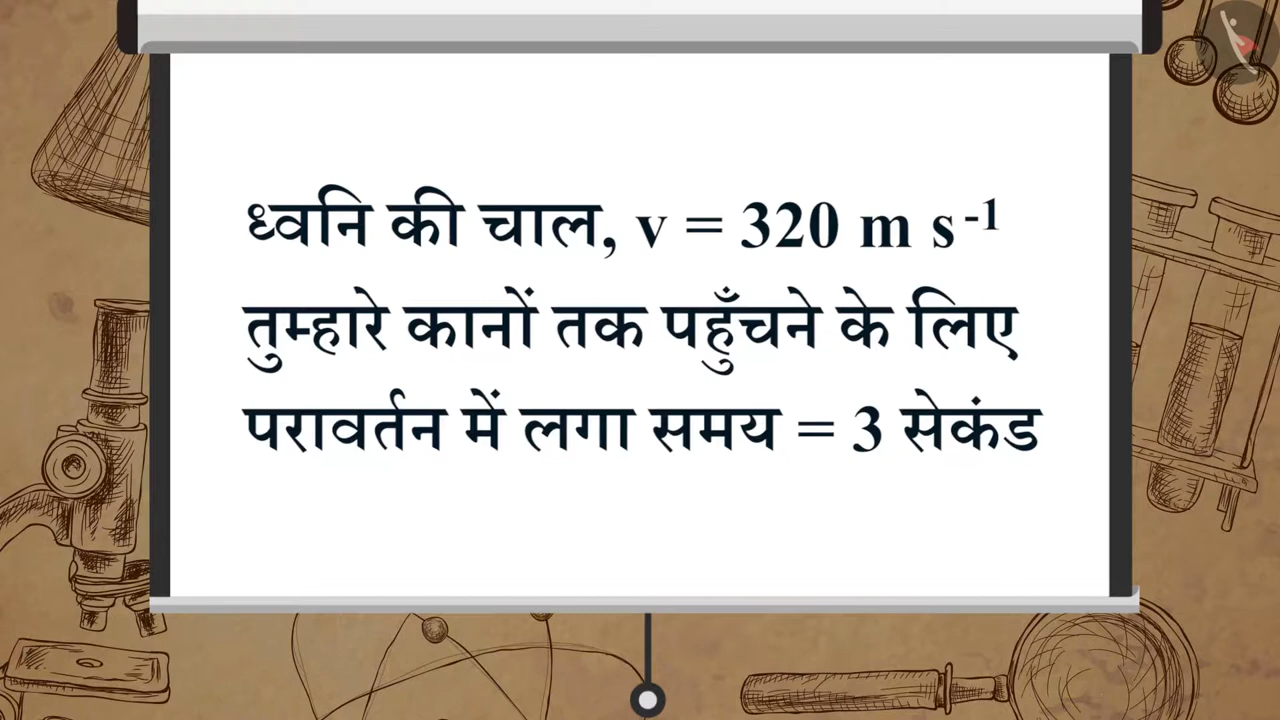 ध्वनि की चाल, v = 320 m s⁻¹
तुम्हारे कानों तक पहुँचने के लिए
परावर्तन में लगा समय = 3 सेकंड